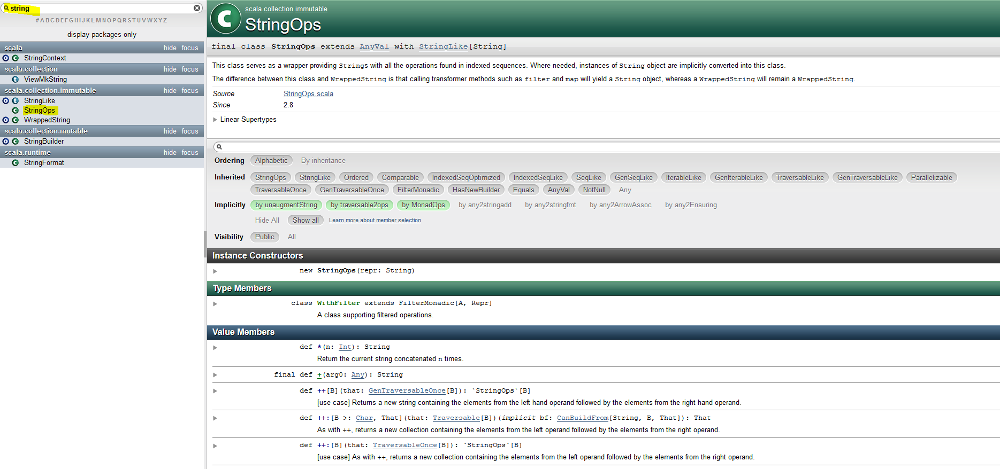 string
#ABCDEFGHIJKLMNOPQRSTUVWXYZ
display packages only
scala hide focus
StringContext
scala.collection hide focus
ViewMkString
scala.collection.immutable hide focus
StringLike
StringOps
WrappedString
scala.collection.mutable hide focus
StringBuilder
scala.runtime hide focus
StringFormat
scala.collection.immutable
StringOps
final class StringOps extends AnyVal with StringLike[String]
This class serves as a wrapper providing Strings with all the operations found in indexed sequences. Where needed, instances of String object are implicitly converted into this class.
The difference between this class and WrappedString is that calling transformer methods such as filter and map will yield a String object, whereas a WrappedString will remain a WrappedString.
Source StringOps.scala
Since 2.8
Linear Supertypes
Ordering Alphabetic By inheritance
Inherited StringOps StringLike Ordered Comparable IndexedSeqOptimized IndexedSeqLike SeqLike GenSeqLike IterableLike GenIterableLike TraversableLike GenTraversableLike Parallelizable
TraversableOnce GenTraversableOnce FilterMonadic HasNewBuilder Equals AnyVal NotNull Any
Implicitly by unaugmentString by traversable2ops by MonadOps by any2stringadd by any2stringfmt by any2ArrowAssoc by any2Ensuring
Hide All Show all Learn more about member selection
Visibility Public All
Instance Constructors
new StringOps(repr: String)
Type Members
class WithFilter extends FilterMonadic[A, Repr]
A class supporting filtered operations.
Value Members
def *(n: Int): String
Return the current string concatenated n times.
final def +(arg0: Any): String
def ++[B](that: GenTraversableOnce[B]): `StringOps`[B]
[use case] Returns a new string containing the elements from the left hand operand followed by the elements from the right hand operand.
def ++:[B >: Char, That](that: Traversable[B])(implicit bf: CanBuildFrom[String, B, That]): That
As with ++, returns a new collection containing the elements from the left operand followed by the elements from the right operand.
def ++:[B](that: TraversableOnce[B]): `StringOps`[B]
[use case] As with ++, returns a new collection containing the elements from the left operand followed by the elements from the right operand.